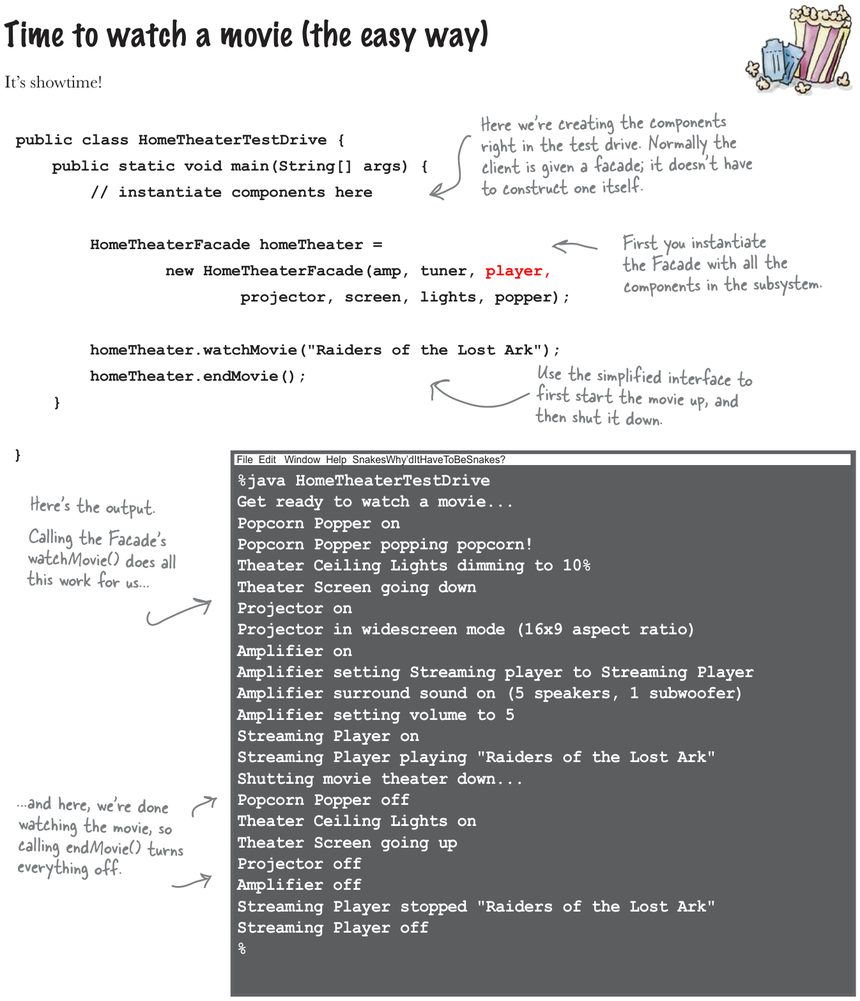 Time to watch a movie (the easy way)
It's showtime!
public class HomeTheaterTestDrive {
public static void main(String[] args) {
// instantiate components here
Here we're creating the components
right in the test drive. Normally the
client is given a facade; it doesn't have
to construct one itself.
HomeTheaterFacade homeTheater =
new HomeTheaterFacade(amp, tuner, player,
projector, screen, lights, popper);
First you instantiate
the Facade with all the
components in the subsystem.
homeTheater.watchMovie("Raiders of the Lost Ark");
homeTheater.endMovie();
}
}
Use the simplified interface to
first start the movie up, and
then shut it down.
File Edit Window Help SnakesWhy'dItHaveToBeSnakes?
%java HomeTheaterTestDrive
Get ready to watch a movie...
Popcorn Popper on
Popcorn Popper popping popcorn!
Theater Ceiling Lights dimming to 10%
Theater Screen going down
Projector on
Projector in widescreen mode (16x9 aspect ratio)
Amplifier on
Amplifier setting Streaming player to Streaming Player
Amplifier surround sound on (5 speakers, 1 subwoofer)
Amplifier setting volume to 5
Streaming Player on
Streaming Player playing "Raiders of the Lost Ark"
Shutting movie theater down...
Popcorn Popper off
Theater Ceiling Lights on
Theater Screen going up
Projector off
Amplifier off
Streaming Player stopped "Raiders of the Lost Ark"
Streaming Player off
%
Here's the output.
Calling the Facade's
watchMovie() does all
this work for us...
...and here, we're done
watching the movie, so
calling endMovie() turns
everything off.